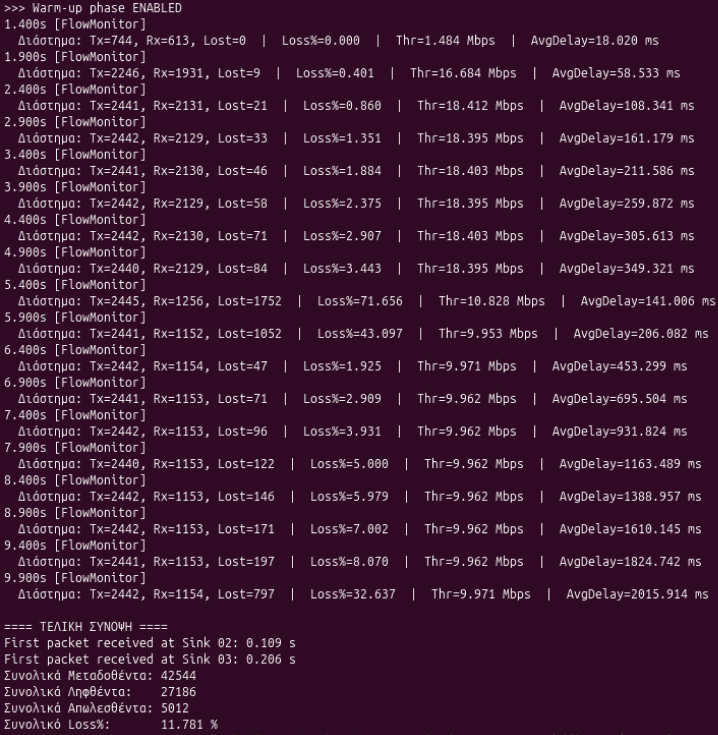 >>> Warm-up phase ENABLED
1.400s [FlowMonitor]
Διάστημα: Tx=744, Rx=613, Lost=0 | Loss%=0.000 | Thr=1.484 Mbps | AvgDelay=18.020 ms
1.900s [FlowMonitor]
Διάστημα: Tx=2246, Rx=1931, Lost=9 | Loss%=0.401 | Thr=16.684 Mbps | AvgDelay=58.533 ms
2.400s [FlowMonitor]
Διάστημα: Tx=2441, Rx=2131, Lost=21 | Loss%=0.860 | Thr=18.412 Mbps | AvgDelay=108.341 ms
2.900s [FlowMonitor]
Διάστημα: Tx=2442, Rx=2129, Lost=33 | Loss%=1.351 | Thr=18.395 Mbps | AvgDelay=161.179 ms
3.400s [FlowMonitor]
Διάστημα: Tx=2441, Rx=2130, Lost=46 | Loss%=1.884 | Thr=18.403 Mbps | AvgDelay=211.586 ms
3.900s [FlowMonitor]
Διάστημα: Tx=2442, Rx=2129, Lost=58 | Loss%=2.375 | Thr=18.395 Mbps | AvgDelay=259.872 ms
4.400s [FlowMonitor]
Διάστημα: Tx=2442, Rx=2130, Lost=71 | Loss%=2.907 | Thr=18.403 Mbps | AvgDelay=305.613 ms
4.900s [FlowMonitor]
Διάστημα: Tx=2440, Rx=2129, Lost=84 | Loss%=3.443 | Thr=18.395 Mbps | AvgDelay=349.321 ms
5.400s [FlowMonitor]
Διάστημα: Tx=2445, Rx=1256, Lost=1752 | Loss%=71.656 | Thr=10.828 Mbps | AvgDelay=141.006 ms
5.900s [FlowMonitor]
Διάστημα: Tx=2441, Rx=1152, Lost=1052 | Loss%=43.097 | Thr=9.953 Mbps | AvgDelay=206.082 ms
6.400s [FlowMonitor]
Διάστημα: Tx=2442, Rx=1154, Lost=47 | Loss%=1.925 | Thr=9.971 Mbps | AvgDelay=453.299 ms
6.900s [FlowMonitor]
Διάστημα: Tx=2441, Rx=1153, Lost=71 | Loss%=2.909 | Thr=9.962 Mbps | AvgDelay=695.504 ms
7.400s [FlowMonitor]
Διάστημα: Tx=2442, Rx=1153, Lost=96 | Loss%=3.931 | Thr=9.962 Mbps | AvgDelay=931.824 ms
7.900s [FlowMonitor]
Διάστημα: Tx=2440, Rx=1153, Lost=122 | Loss%=5.000 | Thr=9.962 Mbps | AvgDelay=1163.489 ms
8.400s [FlowMonitor]
Διάστημα: Tx=2442, Rx=1153, Lost=146 | Loss%=5.979 | Thr=9.962 Mbps | AvgDelay=1388.957 ms
8.900s [FlowMonitor]
Διάστημα: Tx=2442, Rx=1153, Lost=171 | Loss%=7.002 | Thr=9.962 Mbps | AvgDelay=1610.145 ms
9.400s [FlowMonitor]
Διάστημα: Tx=2441, Rx=1153, Lost=197 | Loss%=8.070 | Thr=9.962 Mbps | AvgDelay=1824.742 ms
9.900s [FlowMonitor]
Διάστημα: Tx=2442, Rx=1154, Lost=797 | Loss%=32.637 | Thr=9.971 Mbps | AvgDelay=2015.914 ms
==== ΤΕΛΙΚΗ ΣΥΝΟΨΗ ====
First packet received at Sink 02: 0.109 s
First packet received at Sink 03: 0.206 s
Συνολικά Μεταδοθέντα: 42544
Συνολικά Ληφθέντα: 27186
Συνολικά Απωλεσθέντα: 5012
Συνολικό Loss%: 11.781 %